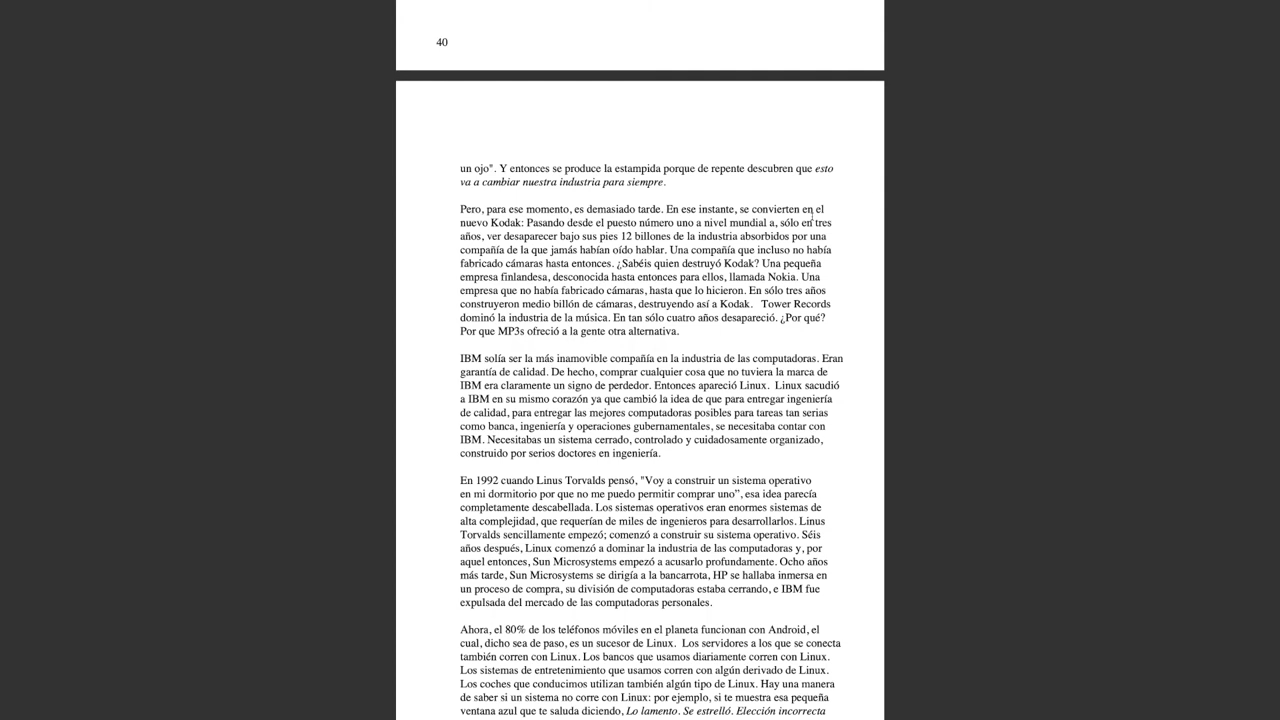 40
un ojo". Y entonces se produce la estampida porque de repente descubren que esto
va a cambiar nuestra industria para siempre.
Pero, para ese momento, es demasiado tarde. En ese instante, se convierten en el
nuevo Kodak: Pasando desde el puesto número uno a nivel mundial a, sólo en tres
años, ver desaparecer bajo sus pies 12 billones de la industria absorbidos por una
compañía de la que jamás habían oído hablar. Una compañía que incluso no había
fabricado cámaras hasta entonces. ¿Sabéis quien destruyó Kodak? Una pequeña
empresa finlandesa, desconocida hasta entonces para ellos, llamada Nokia. Una
empresa que no había fabricado cámaras, hasta que lo hicieron. En sólo tres años
construyeron medio billón de cámaras, destruyendo así a Kodak.   Tower Records
dominó la industria de la música. En tan sólo cuatro años desapareció. ¿Por qué?
Por que MP3s ofreció a la gente otra alternativa.
IBM solía ser la más inamovible compañía en la industria de las computadoras. Eran
garantía de calidad. De hecho, comprar cualquier cosa que no tuviera la marca de
IBM era claramente un signo de perdedor. Entonces apareció Linux.  Linux sacudió
a IBM en su mismo corazón ya que cambió la idea de que para entregar ingeniería
de calidad, para entregar las mejores computadoras posibles para tareas tan serias
como banca, ingeniería y operaciones gubernamentales, se necesitaba contar con
IBM. Necesitabas un sistema cerrado, controlado y cuidadosamente organizado,
construido por serios doctores en ingeniería.
En 1992 cuando Linus Torvalds pensó, "Voy a construir un sistema operativo
en mi dormitorio por que no me puedo permitir comprar uno”, esa idea parecía
completamente descabellada. Los sistemas operativos eran enormes sistemas de
alta complejidad, que requerían de miles de ingenieros para desarrollarlos. Linus
Torvalds sencillamente empezó; comenzó a construir su sistema operativo. Séis
años después, Linux comenzó a dominar la industria de las computadoras y, por
aquel entonces, Sun Microsystems empezó a acusarlo profundamente. Ocho años
más tarde, Sun Microsystems se dirigía a la bancarrota, HP se hallaba inmersa en
un proceso de compra, su división de computadoras estaba cerrando, e IBM fue
expulsada del mercado de las computadoras personales.
Ahora, el 80% de los teléfonos móviles en el planeta funcionan con Android, el
cual, dicho sea de paso, es un sucesor de Linux.  Los servidores a los que se conecta
también corren con Linux. Los bancos que usamos diariamente corren con Linux.
Los sistemas de entretenimiento que usamos corren con algún derivado de Linux.
Los coches que conducimos utilizan también algún tipo de Linux. Hay una manera
de saber si un sistema no corre con Linux: por ejemplo, si te muestra esa pequeña
ventana azul que te saluda diciendo, Lo lamento. Se estrelló. Elección incorrecta